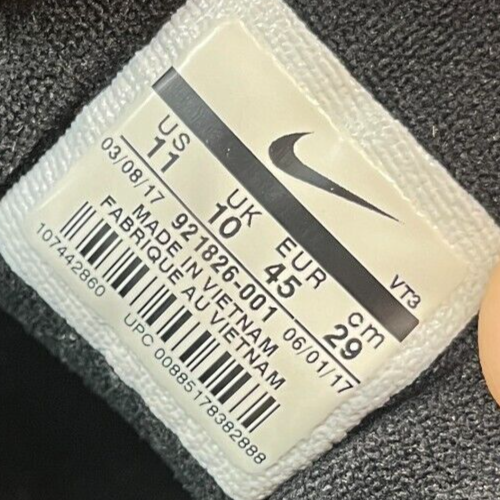 VT3
US UK EUR cm
11 10 45 29
03/08/17 921826-001 06/01/17
MADE IN VIETNAM
FABRIQUE AU VIETNAM
107442860
UPC 00885178382888